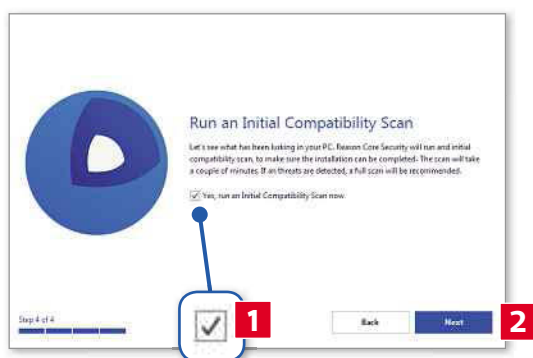 Run an Initial Compatibility Scan
Let's see what has been lurking in your PC. Reason Core Security will run and initial
compatibility scan, to make sure the installation can be completed. The scan will take
a couple of minutes. If an threats are detected, a full scan will be recommended.
Yes, run an Initial Compatibility Scan now.
Step 4 of 4
1
Back
Next
2